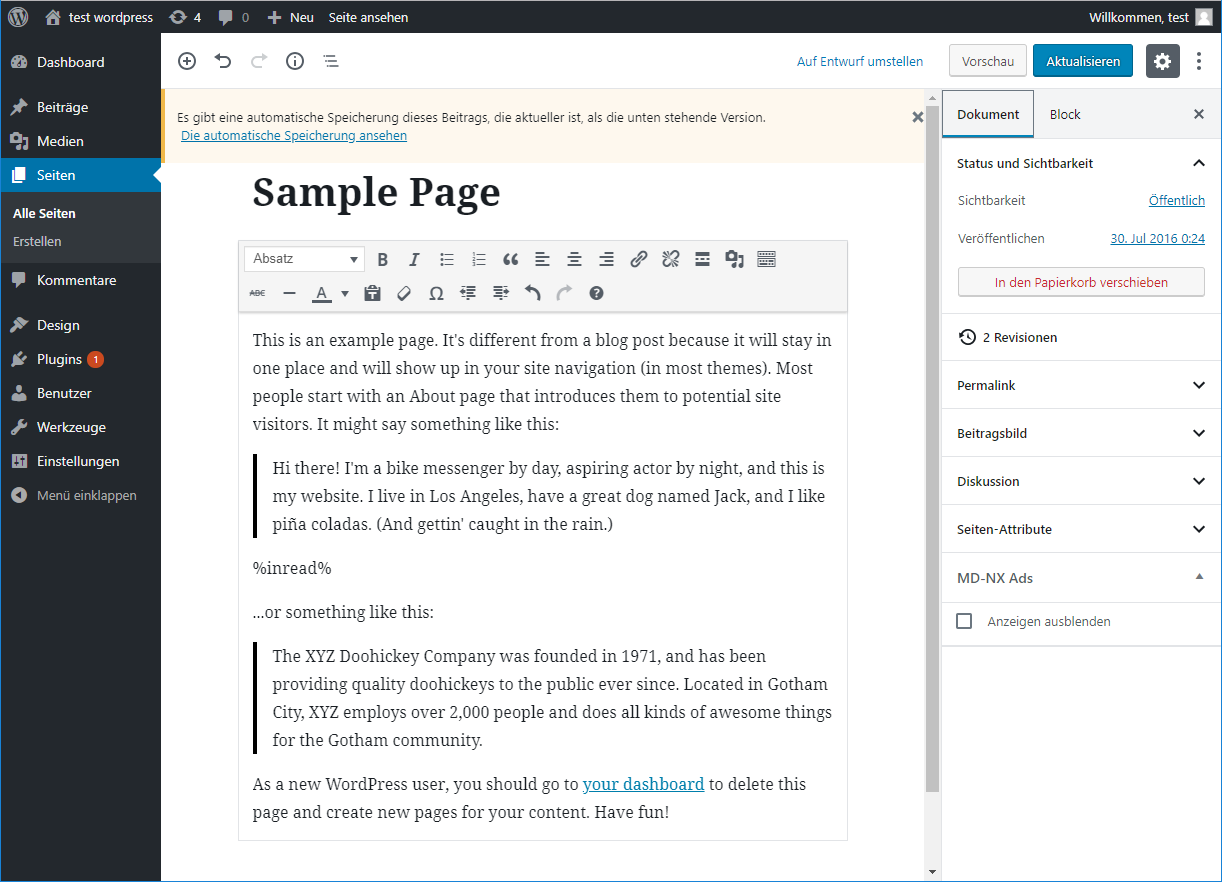 test wordpress 4 0 Neu Seite ansehen Willkommen, test
Dashboard
Beiträge
Medien
Seiten
Alle Seiten
Erstellen
Kommentare
Design
Plugins 1
Benutzer
Werkzeuge
Einstellungen
Menü einklappen
Auf Entwurf umstellen Vorschau Aktualisieren
Es gibt eine automatische Speicherung dieses Beitrags, die aktueller ist, als die unten stehende Version.
Die automatische Speicherung ansehen
Sample Page
Absatz B I
ABC A Ω
This is an example page. It's different from a blog post because it will stay in
one place and will show up in your site navigation (in most themes). Most
people start with an About page that introduces them to potential site
visitors. It might say something like this:
Hi there! I'm a bike messenger by day, aspiring actor by night, and this is
my website. I live in Los Angeles, have a great dog named Jack, and I like
piña coladas. (And gettin' caught in the rain.)
%inread%
...or something like this:
The XYZ Doohickey Company was founded in 1971, and has been
providing quality doohickeys to the public ever since. Located in Gotham
City, XYZ employs over 2,000 people and does all kinds of awesome things
for the Gotham community.
As a new WordPress user, you should go to your dashboard to delete this
page and create new pages for your content. Have fun!
Dokument Block
Status und Sichtbarkeit
Sichtbarkeit Öffentlich
Veröffentlichen 30. Jul 2016 0:24
In den Papierkorb verschieben
2 Revisionen
Permalink
Beitragsbild
Diskussion
Seiten-Attribute
MD-NX Ads
Anzeigen ausblenden